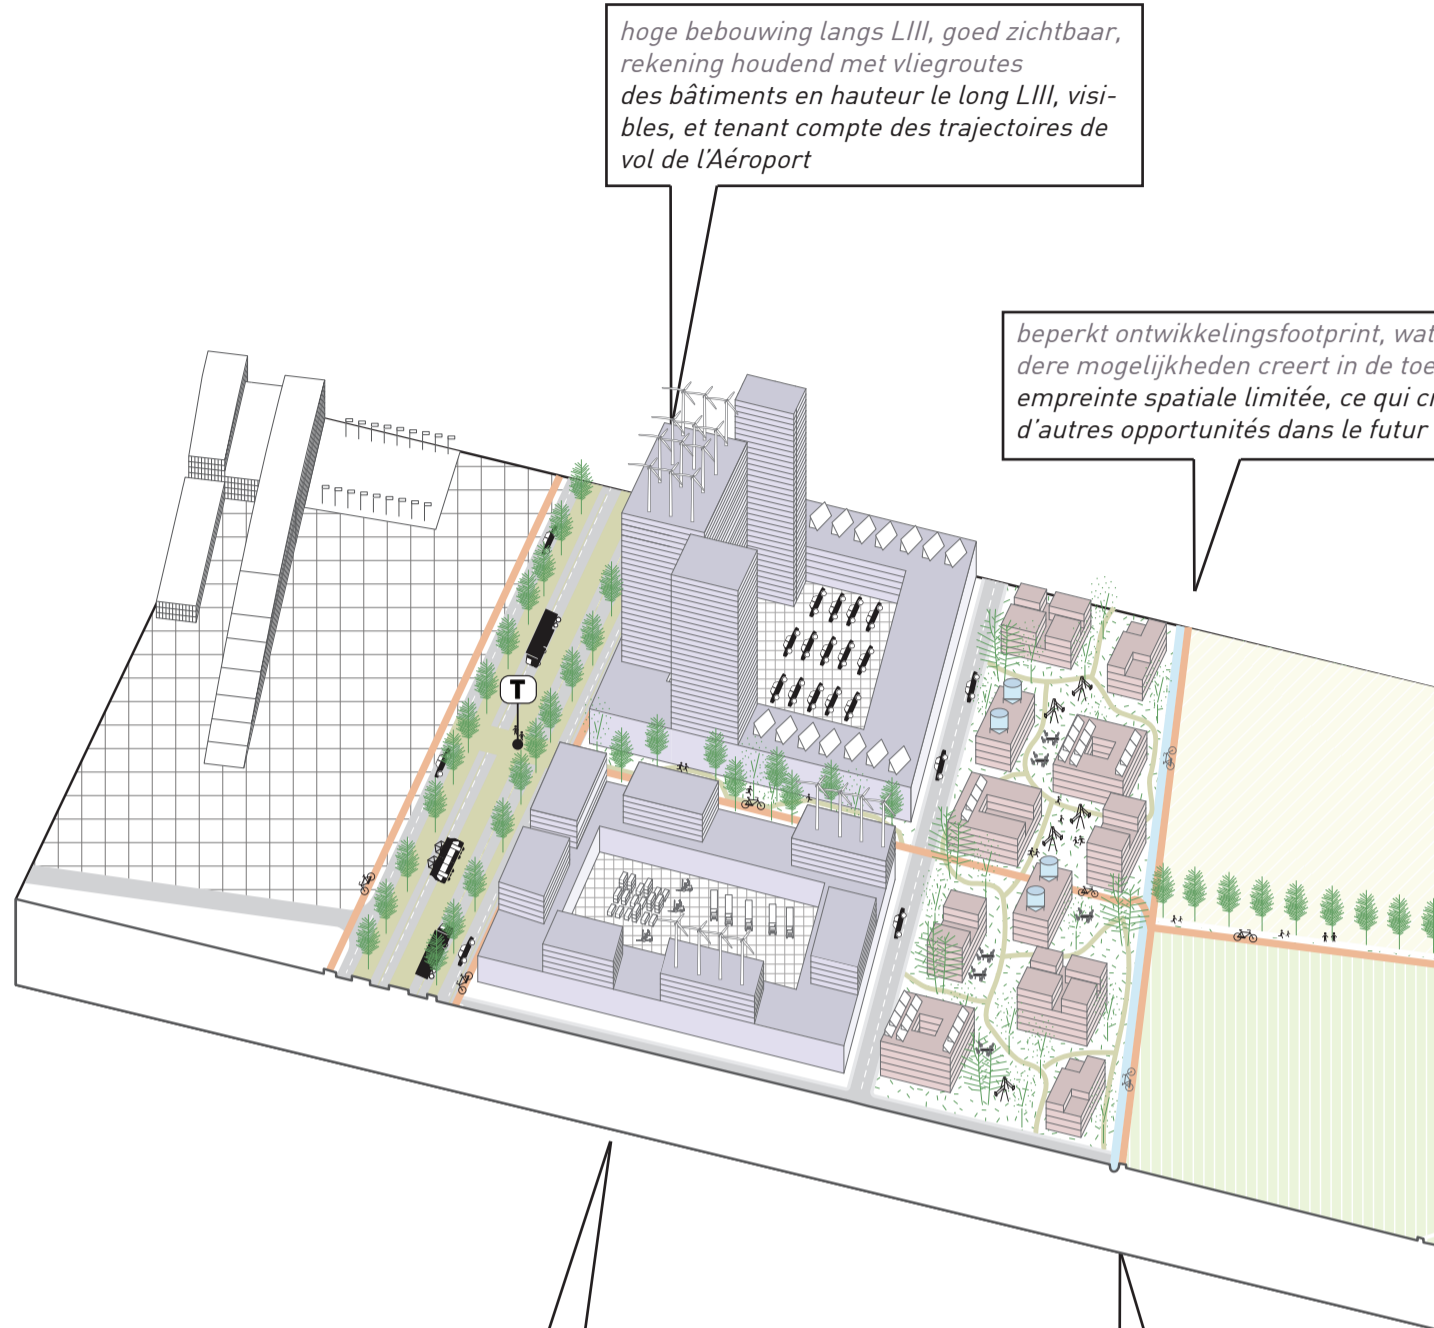 hoge bebouwing langs LIII, goed zichtbaar,
rekening houdend met vliegroutes
des bâtiments en hauteur le long LIII, visi-
bles, et tenant compte des trajectoires de
vol de l'Aéroport
beperkt ontwikkelingsfootprint, wat
dere mogelijkheden creert in de toe
empreinte spatiale limitée, ce qui cr
d'autres opportunités dans le futur
T